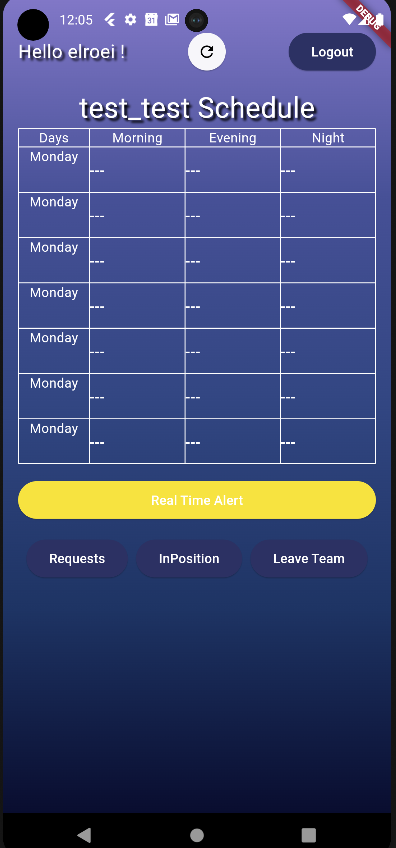 12:05
31
DEBUG
Hello elroei !
Logout
test_test Schedule
Days Morning Evening Night
Monday --- --- ---
Monday --- --- ---
Monday --- --- ---
Monday --- --- ---
Monday --- --- ---
Monday --- --- ---
Monday --- --- ---
Real Time Alert
Requests InPosition Leave Team